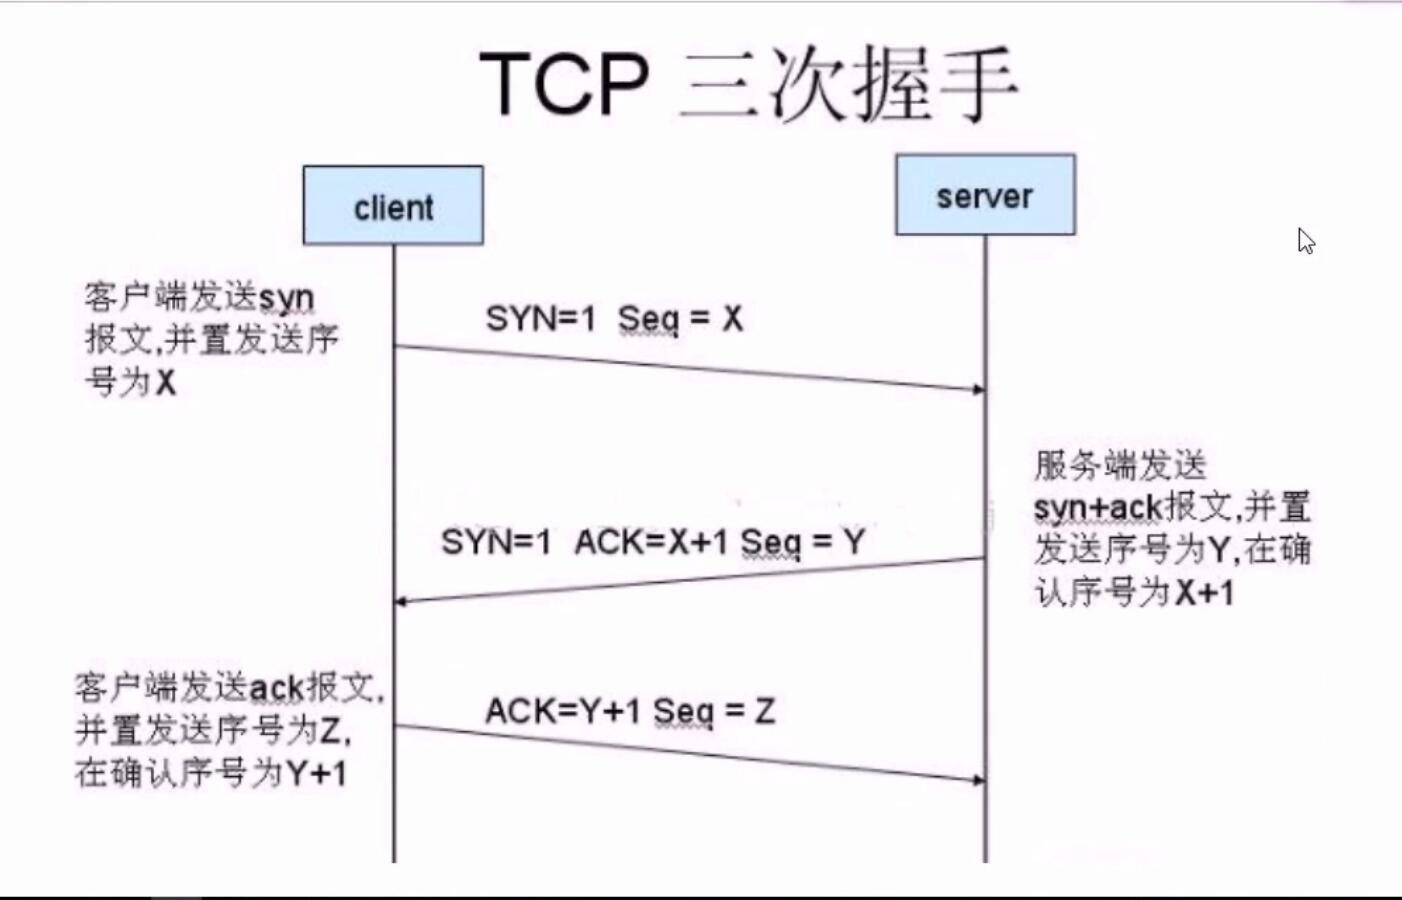 TCP 三次握手
client
server
客户端发送syn
报文,并置发送序
号为X
SYN=1 Seq = X
服务端发送
syn+ack报文,并置
发送序号为Y,在确
认序号为X+1
SYN=1 ACK=X+1 Seq = Y
客户端发送ack报文,
并置发送序号为Z,
在确认序号为Y+1
ACK=Y+1 Seq = Z